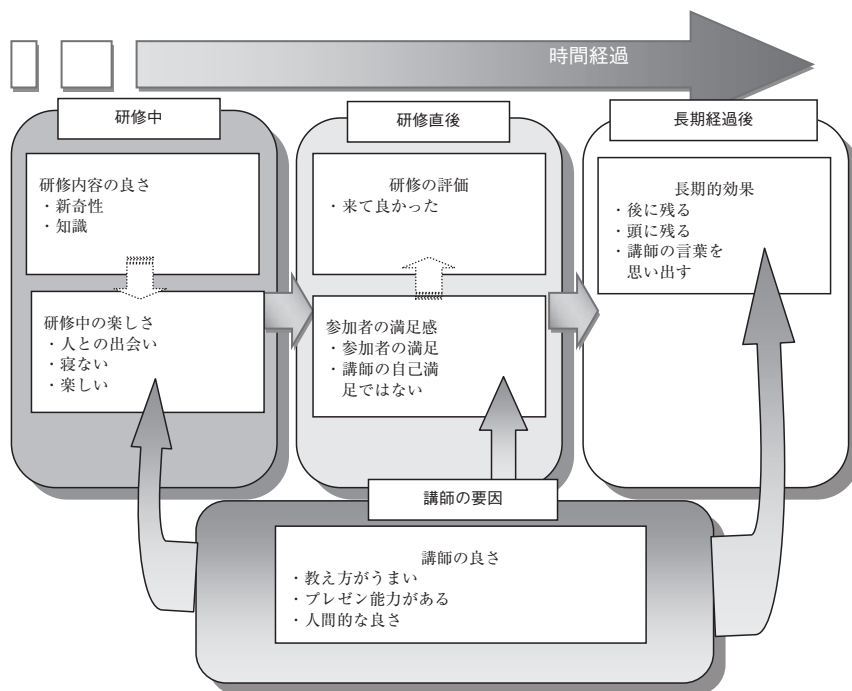 時間経過
研修中
研修内容の良さ
・新奇性
・知識
研修中の楽しさ
・人との出会い
・寝ない
・楽しい
研修直後
研修の評価
・来て良かった
参加者の満足感
・参加者の満足
・講師の自己満
足ではない
長期経過後
長期的効果
・後に残る
・頭に残る
・講師の言葉を
思い出す
講師の要因
講師の良さ
・教え方がうまい
・プレゼン能力がある
・人間的な良さ